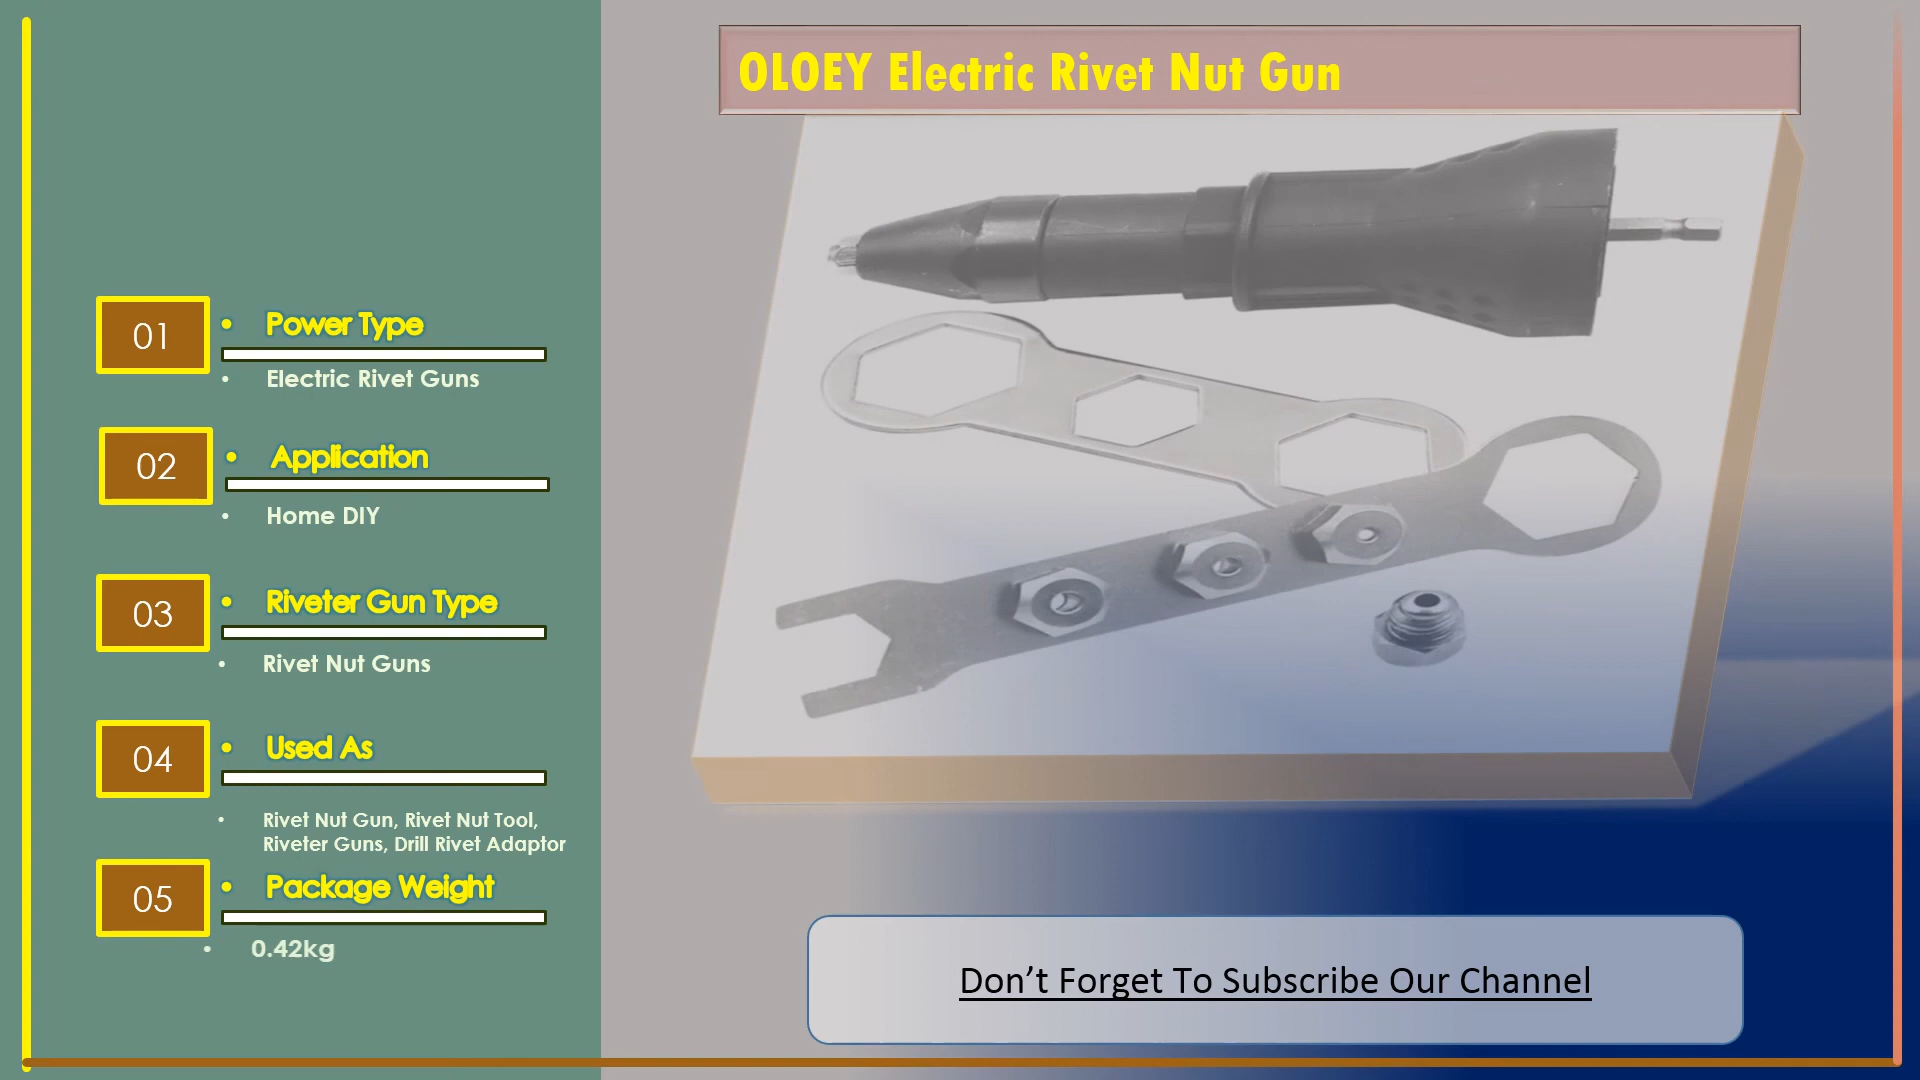 OLOEY Electric Rivet Nut Gun
01
• Power Type
• Electric Rivet Guns
02
• Application
• Home DIY
03
• Riveter Gun Type
• Rivet Nut Guns
04
• Used As
• Rivet Nut Gun, Rivet Nut Tool,
Riveter Guns, Drill Rivet Adaptor
05
• Package Weight
• 0.42kg
Don’t Forget To Subscribe Our Channel